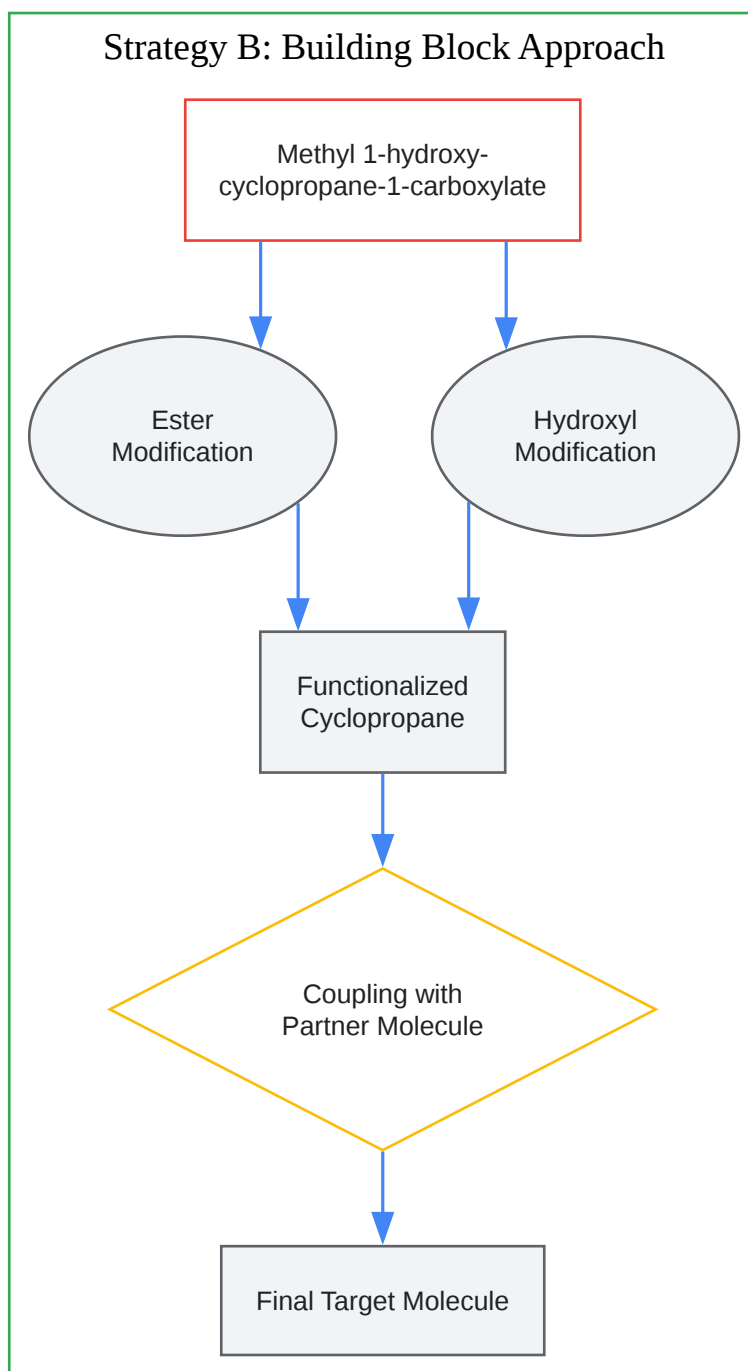 Strategy B: Building Block Approach
Methyl 1-hydroxy-
cyclopropane-1-carboxylate
Ester
Modification
Hydroxyl
Modification
Functionalized
Cyclopropane
Coupling with
Partner Molecule
Final Target Molecule